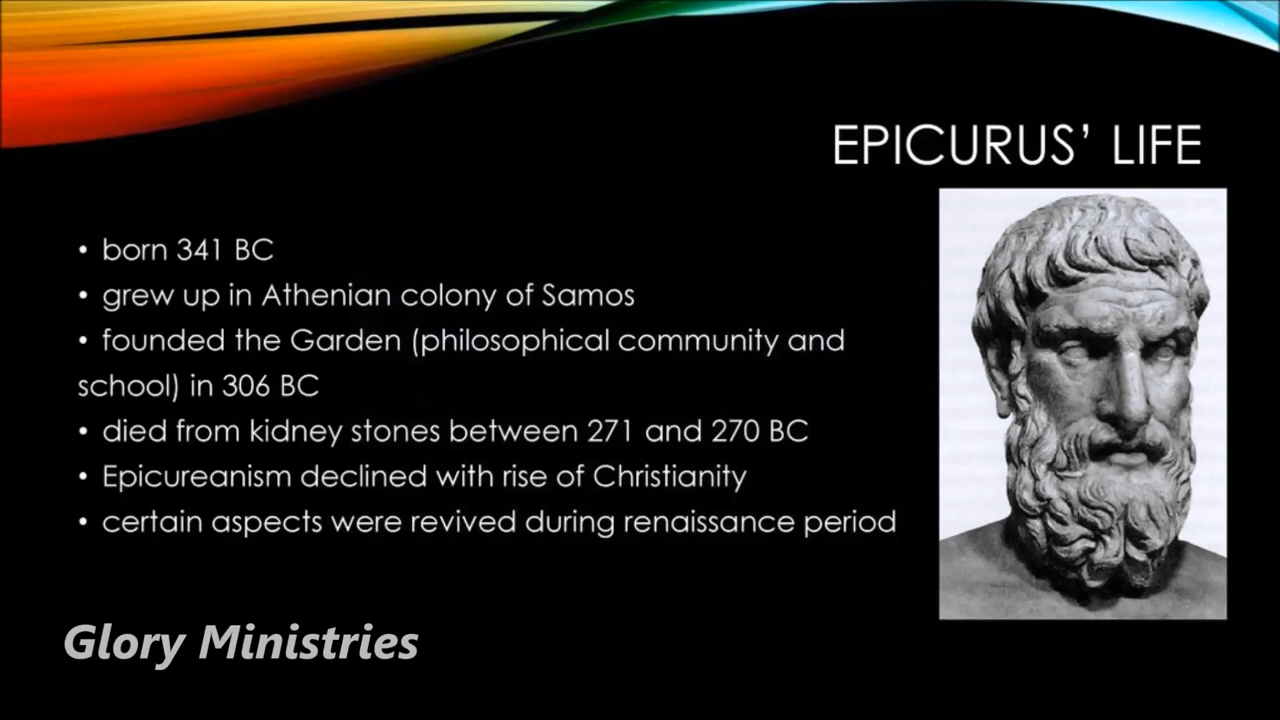 EPICURUS’ LIFE
• born 341 BC
• grew up in Athenian colony of Samos
• founded the Garden (philosophical community and
school) in 306 BC
• died from kidney stones between 271 and 270 BC
• Epicureanism declined with rise of Christianity
• certain aspects were revived during renaissance period
Glory Ministries